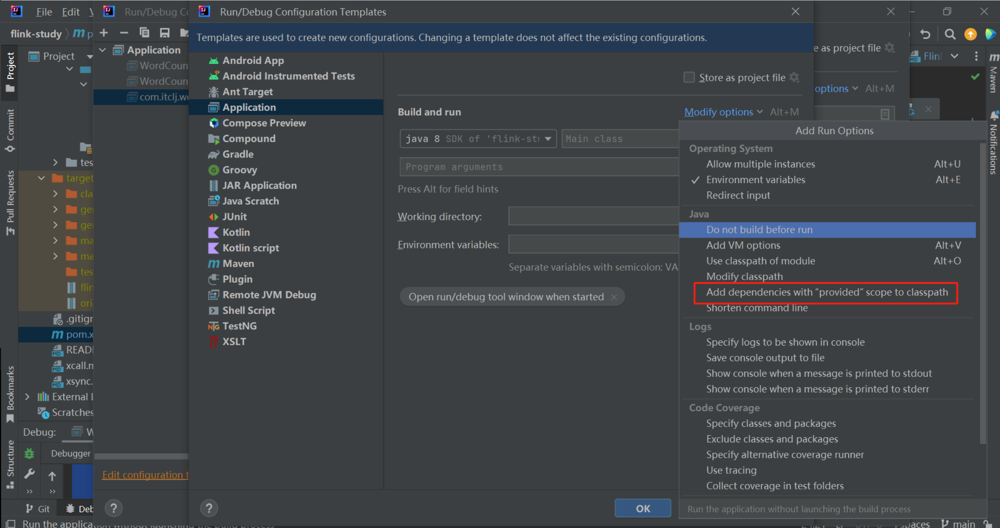 File Edit
Run/Debug Co
Run/Debug Configuration Templates
flink-study
Templates are used to create new configurations. Changing a template does not affect the existing configurations.
e as project file
Project
Application
WordCoun
WordCoun
com.itclj.wo
Android App
Android Instrumented Tests
Ant Target
Application
Compose Preview
Compound
Gradle
Groovy
JAR Application
Java Scratch
JUnit
Kotlin
Kotlin script
Maven
Plugin
Remote JVM Debug
Shell Script
TestNG
XSLT
Store as project file
Build and run
Modify options Alt+M
java 8 SDK of 'flink-stu
Main class
Program arguments
Press Alt for field hints
Working directory:
Environment variables:
Separate variables with semicolon: VA
Open run/debug tool window when started
Add Run Options
Operating System
Allow multiple instances Alt+U
Environment variables Alt+E
Redirect input
Java
Do not build before run
Add VM options Alt+V
Use classpath of module Alt+O
Modify classpath
Add dependencies with “provided” scope to classpath
Shorten command line
Logs
Specify logs to be shown in console
Save console output to file
Show console when a message is printed to stdout
Show console when a message is printed to stderr
Code Coverage
Specify classes and packages
Exclude classes and packages
Specify alternative coverage runner
Use tracing
Collect coverage in test folders
Run the application without launching the build process
OK
options Alt+M
Flin
Maven
Notifications
Project
Commit
Pull Requests
Bookmarks
Structure
tes
target
cla
ge
ge
ma
ma
tes
flin
ori
.gitigr
pom.x
READ
xcall.m
xsync.
External L
Scratches
Debug: W
Debugger
Edit configuration t
Git
Deb
Run the application without launching the build process
spaces
main